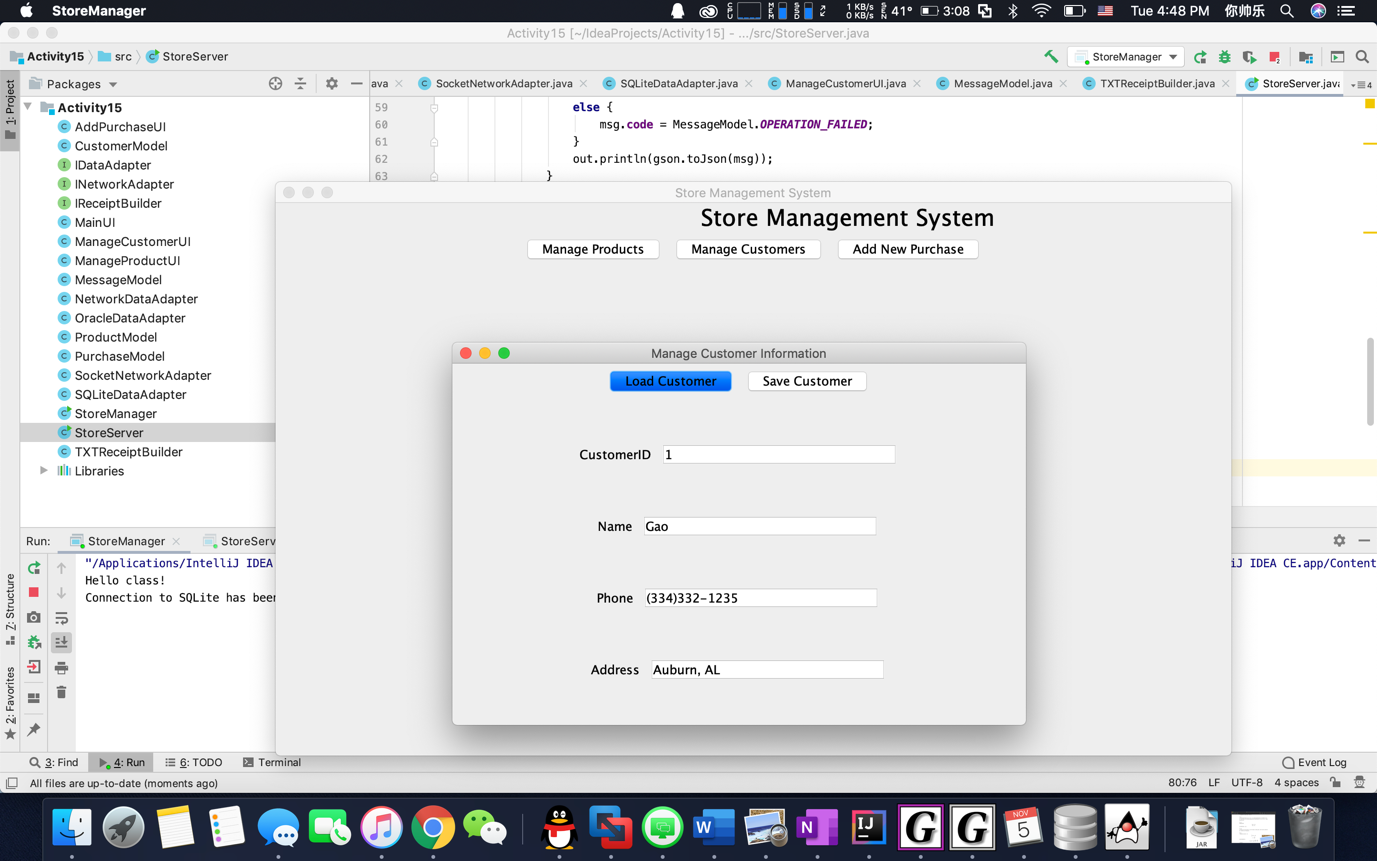 StoreManager
1 KB/s
0 KB/s
41°
3:08
Tue 4:48 PM
你帅乐
Activity15 [~/IdeaProjects/Activity15] - .../src/StoreServer.java
Activity15
src
StoreServer
StoreManager
1: Project
Packages
ava
SocketNetworkAdapter.java
SQLiteDataAdapter.java
ManageCustomerUI.java
MessageModel.java
TXTReceiptBuilder.java
StoreServer.java
Activity15
AddPurchaseUI
CustomerModel
IDataAdapter
INetworkAdapter
IReceiptBuilder
MainUI
ManageCustomerUI
ManageProductUI
MessageModel
NetworkDataAdapter
OracleDataAdapter
ProductModel
PurchaseModel
SocketNetworkAdapter
SQLiteDataAdapter
StoreManager
StoreServer
TXTReceiptBuilder
Libraries
59 else {
60 msg.code = MessageModel.OPERATION_FAILED;
61 }
62 out.println(gson.toJson(msg));
63 }
Store Management System
Store Management System
Manage Products
Manage Customers
Add New Purchase
Manage Customer Information
Load Customer
Save Customer
CustomerID 1
Name Gao
Phone (334)332-1235
Address Auburn, AL
Run:
StoreManager
StoreServ
"/Applications/IntelliJ IDEA
iJ IDEA CE.app/Content
Hello class!
Connection to SQLite has been
Z: Structure
2: Favorites
3: Find
4: Run
6: TODO
Terminal
Event Log
All files are up-to-date (moments ago)
80:76
LF
UTF-8
4 spaces
W
N
IJ
G
G
NOV
5
JAR